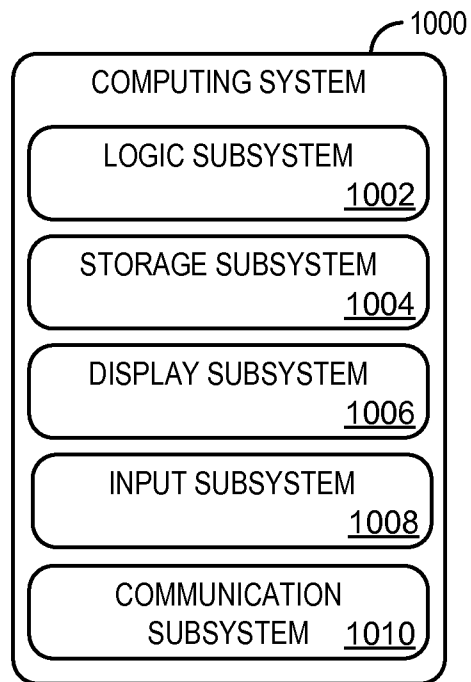 1000
COMPUTING SYSTEM
LOGIC SUBSYSTEM
1002
STORAGE SUBSYSTEM
1004
DISPLAY SUBSYSTEM
1006
INPUT SUBSYSTEM
1008
COMMUNICATION
SUBSYSTEM 1010